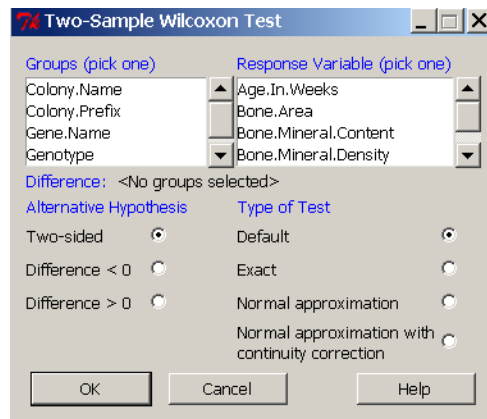 Two-Sample Wilcoxon Test
Groups (pick one) Response Variable (pick one)
Colony.Name Age.In.Weeks
Colony.Prefix Bone.Area
Gene.Name Bone.Mineral.Content
Genotype Bone.Mineral.Density
Difference: <No groups selected>
Alternative Hypothesis Type of Test
Two-sided Default
Difference < 0 Exact
Difference > 0 Normal approximation
Normal approximation with
continuity correction
OK Cancel Help